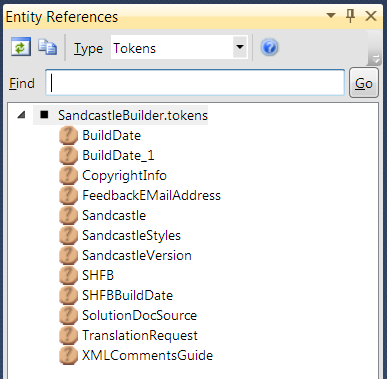 Entity References
Type Tokens
Find Go
SandcastleBuilder.tokens
BuildDate
BuildDate_1
CopyrightInfo
FeedbackEMailAddress
Sandcastle
SandcastleStyles
SandcastleVersion
SHFB
SHFBBuildDate
SolutionDocSource
TranslationRequest
XMLCommentsGuide